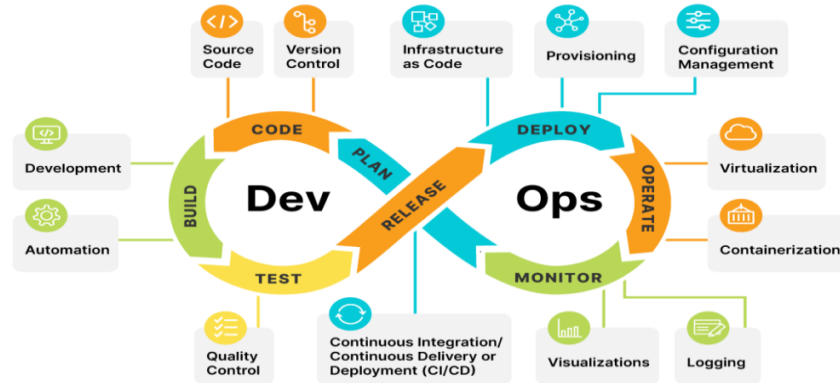 Source
Code
Version
Control
Infrastructure
as Code
Provisioning
Configuration
Management
CODE
DEPLOY
PLAN
Development
Virtualization
BUILD
Dev
RELEASE
Ops
OPERATE
Automation
Containerization
TEST
MONITOR
Quality
Control
Continuous Integration/
Continuous Delivery or
Deployment (CI/CD)
Visualizations
Logging